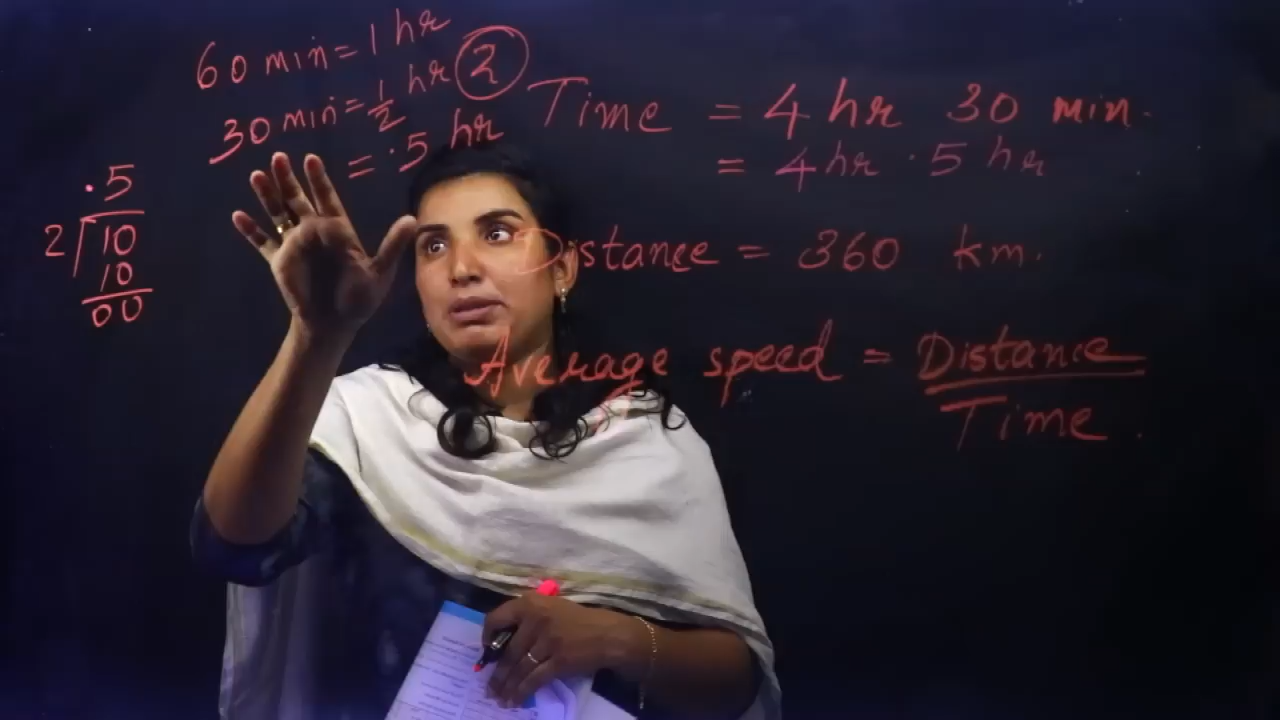 60 min = 1 hr
30 min = 1/2 hr
= .5 hr
2
.5
2 10
10
00
Time = 4 hr 30 min.
= 4 hr .5 hr
Distance = 360 km.
Average speed = Distance
Time.